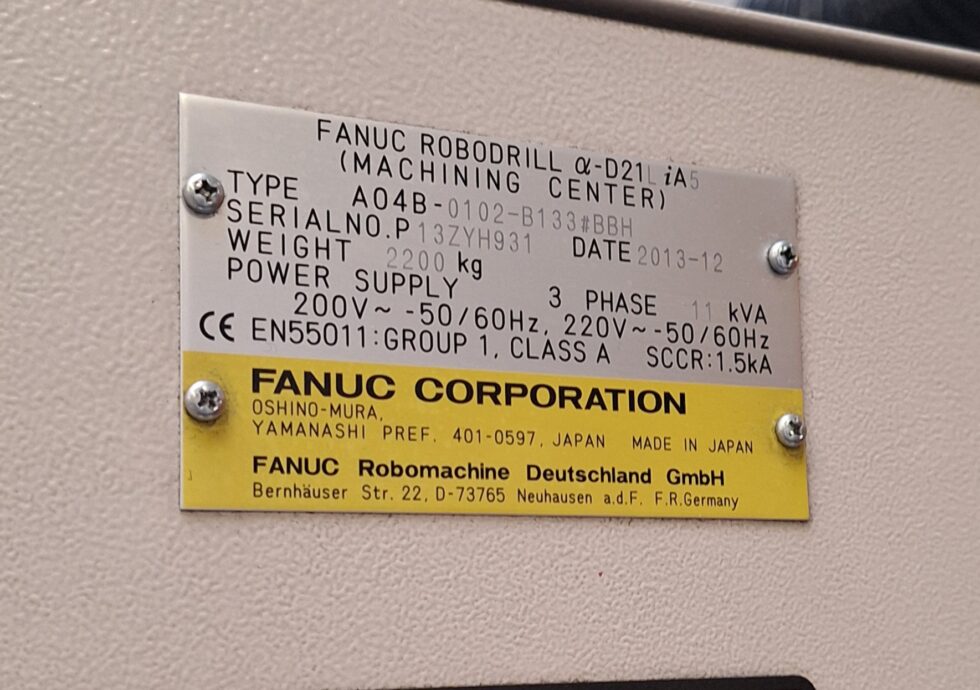 FANUC ROBODRILL α-D21L iA5
(MACHINING CENTER)
TYPE A04B-0102-B133#BBH
SERIALNO.P 13ZYH931 DATE 2013-12
WEIGHT 2200 kg
POWER SUPPLY 3 PHASE 11 kVA
200V~ -50/60Hz, 220V~-50/60Hz
CE EN55011:GROUP 1, CLASS A SCCR:1.5kA
FANUC CORPORATION
OSHINO-MURA,
YAMANASHI PREF. 401-0597, JAPAN MADE IN JAPAN
FANUC Robomachine Deutschland GmbH
Bernhäuser Str. 22, D-73765 Neuhausen a.d.F. F.R.Germany